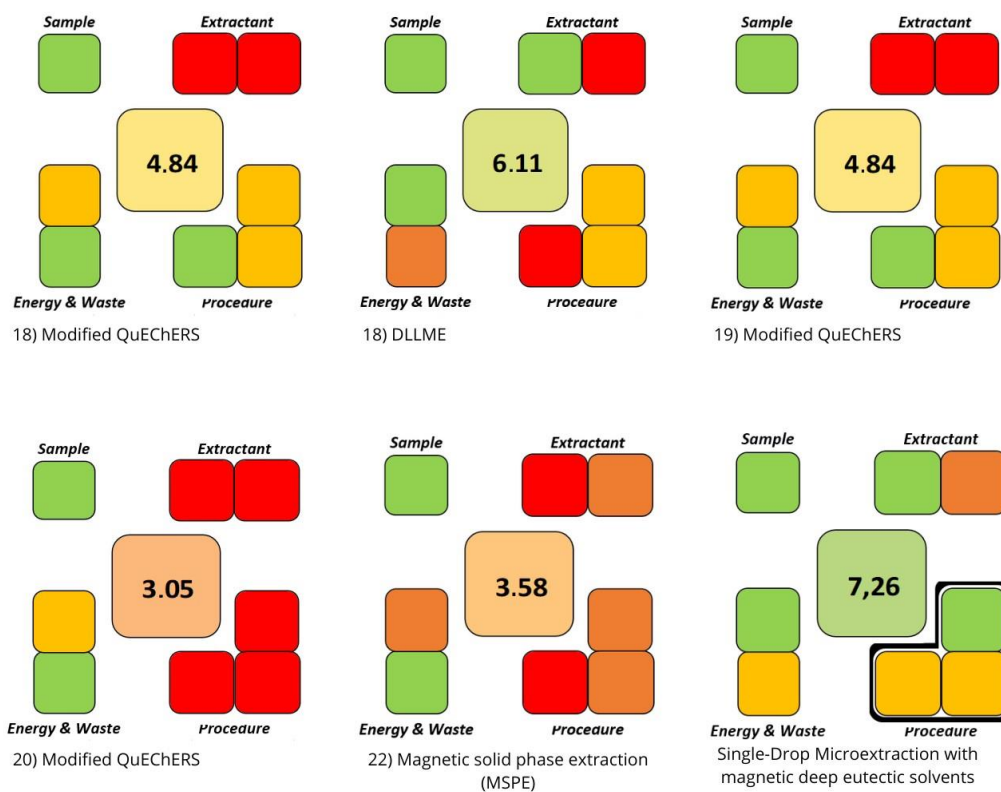 Sample Extractant
4.84
Energy & Waste Procedure
18) Modified QuEChERS
Sample Extractant
6.11
Energy & Waste Procedure
18) DLLME
Sample Extractant
4.84
Energy & Waste Procedure
19) Modified QuEChERS
Sample Extractant
3.05
Energy & Waste Procedure
20) Modified QuEChERS
Sample Extractant
3.58
Energy & Waste Procedure
22) Magnetic solid phase extraction
(MSPE)
Sample Extractant
7,26
Energy & Waste Procedure
Single-Drop Microextraction with
magnetic deep eutectic solvents